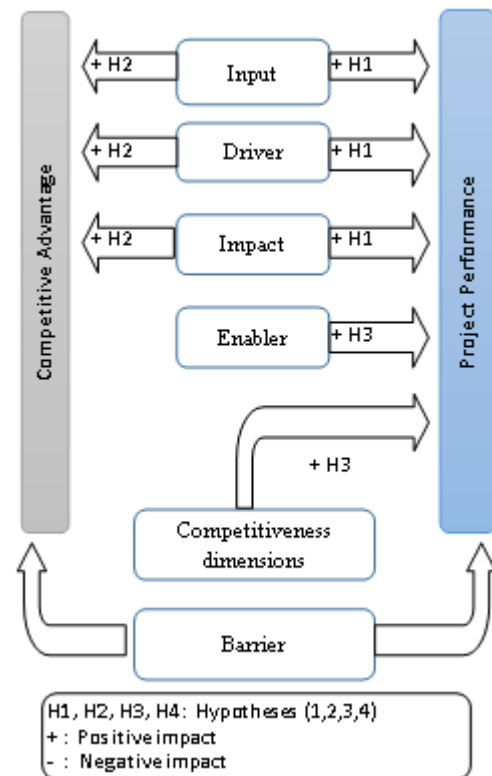 + H2
Input
+ H1
+ H2
Driver
+ H1
+ H2
Impact
+ H1
Enabler
+ H3
+ H3
Competitiveness
dimensions
Barrier
Competitive Advantage
Project Performance
H1, H2, H3, H4: Hypotheses (1,2,3,4)
+ : Positive impact
- : Negative impact